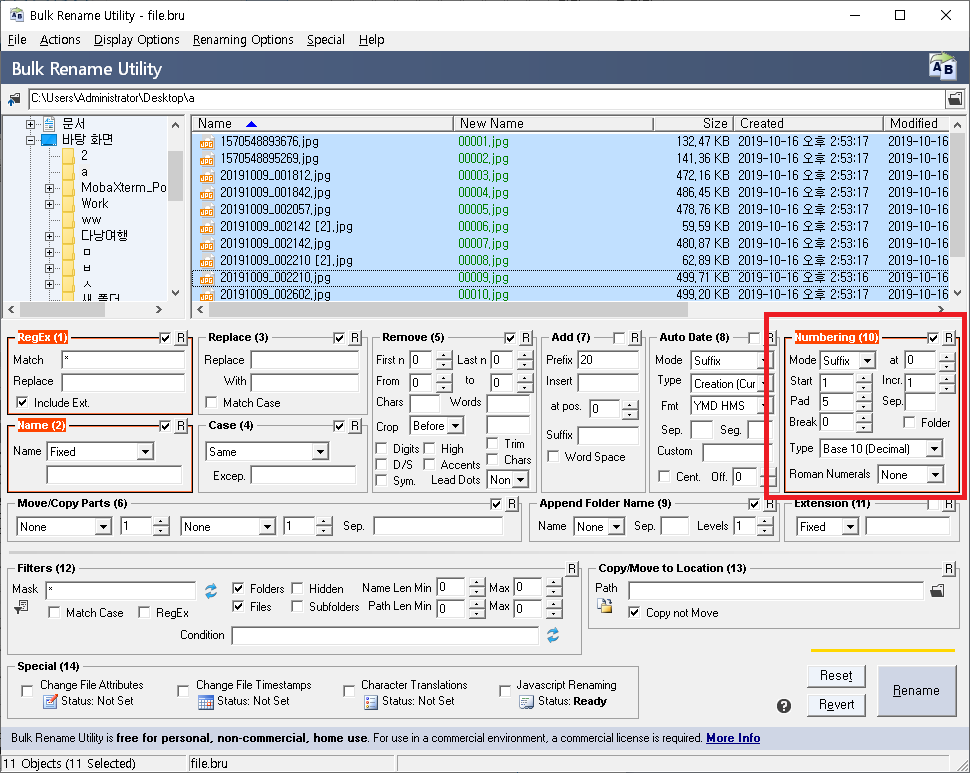 Bulk Rename Utility - file.bru
File Actions Display Options Renaming Options Special Help
Bulk Rename Utility
C:\Users\Administrator\Desktop\a
문서
바탕 화면
2
a
MobaXterm_Po
Work
ww
다낭여행
ㅁ
ㅂ
ㅅ
새 폴더
Name New Name Size Created Modified
1570548893676.jpg 00001.jpg 132,47 KB 2019-10-16 오후 2:53:17 2019-10-16
1570548895269.jpg 00002.jpg 141,36 KB 2019-10-16 오후 2:53:17 2019-10-16
20191009_001812.jpg 00003.jpg 472,16 KB 2019-10-16 오후 2:53:17 2019-10-16
20191009_001842.jpg 00004.jpg 486,45 KB 2019-10-16 오후 2:53:17 2019-10-16
20191009_002057.jpg 00005.jpg 478,76 KB 2019-10-16 오후 2:53:17 2019-10-16
20191009_002142 [2].jpg 00006.jpg 59,59 KB 2019-10-16 오후 2:53:17 2019-10-16
20191009_002142.jpg 00007.jpg 480,87 KB 2019-10-16 오후 2:53:16 2019-10-16
20191009_002210 [2].jpg 00008.jpg 62,89 KB 2019-10-16 오후 2:53:17 2019-10-16
20191009_002210.jpg 00009.jpg 499,71 KB 2019-10-16 오후 2:53:16 2019-10-16
20191009_002602.jpg 00010.jpg 499,20 KB 2019-10-16 오후 2:53:17 2019-10-16
RegEx (1) R
Match *
Replace
Include Ext.
Name (2) R
Name Fixed
Replace (3) R
Replace
With
Match Case
Case (4) R
Same
Excep.
Remove (5) R
First n 0 Last n 0
From 0 to 0
Chars Words
Crop Before
Digits High Trim
D/S Accents Chars
Sym. Lead Dots Non
Add (7) R
Prefix 20
Insert
at pos. 0
Suffix
Word Space
Auto Date (8) R
Mode Suffix
Type Creation (Cur
Fmt YMD HMS
Sep. Seg.
Custom
Cent. Off. 0
Numbering (10) R
Mode Suffix at 0
Start 1 Incr. 1
Pad 5 Sep.
Break 0 Folder
Type Base 10 (Decimal)
Roman Numerals None
Move/Copy Parts (6) R
None 1 None 1 Sep.
Append Folder Name (9) R
Name None Sep. Levels 1
Extension (11) R
Fixed
Filters (12) R
Mask * Folders Hidden Name Len Min 0 Max 0
Match Case RegEx Files Subfolders Path Len Min 0 Max 0
Condition
Copy/Move to Location (13) R
Path
Copy not Move
Special (14)
Change File Attributes Change File Timestamps Character Translations Javascript Renaming
Status: Not Set Status: Not Set Status: Not Set Status: Ready
Reset
Revert
Rename
Bulk Rename Utility is free for personal, non-commercial, home use. For use in a commercial environment, a commercial license is required. More Info
11 Objects (11 Selected) file.bru